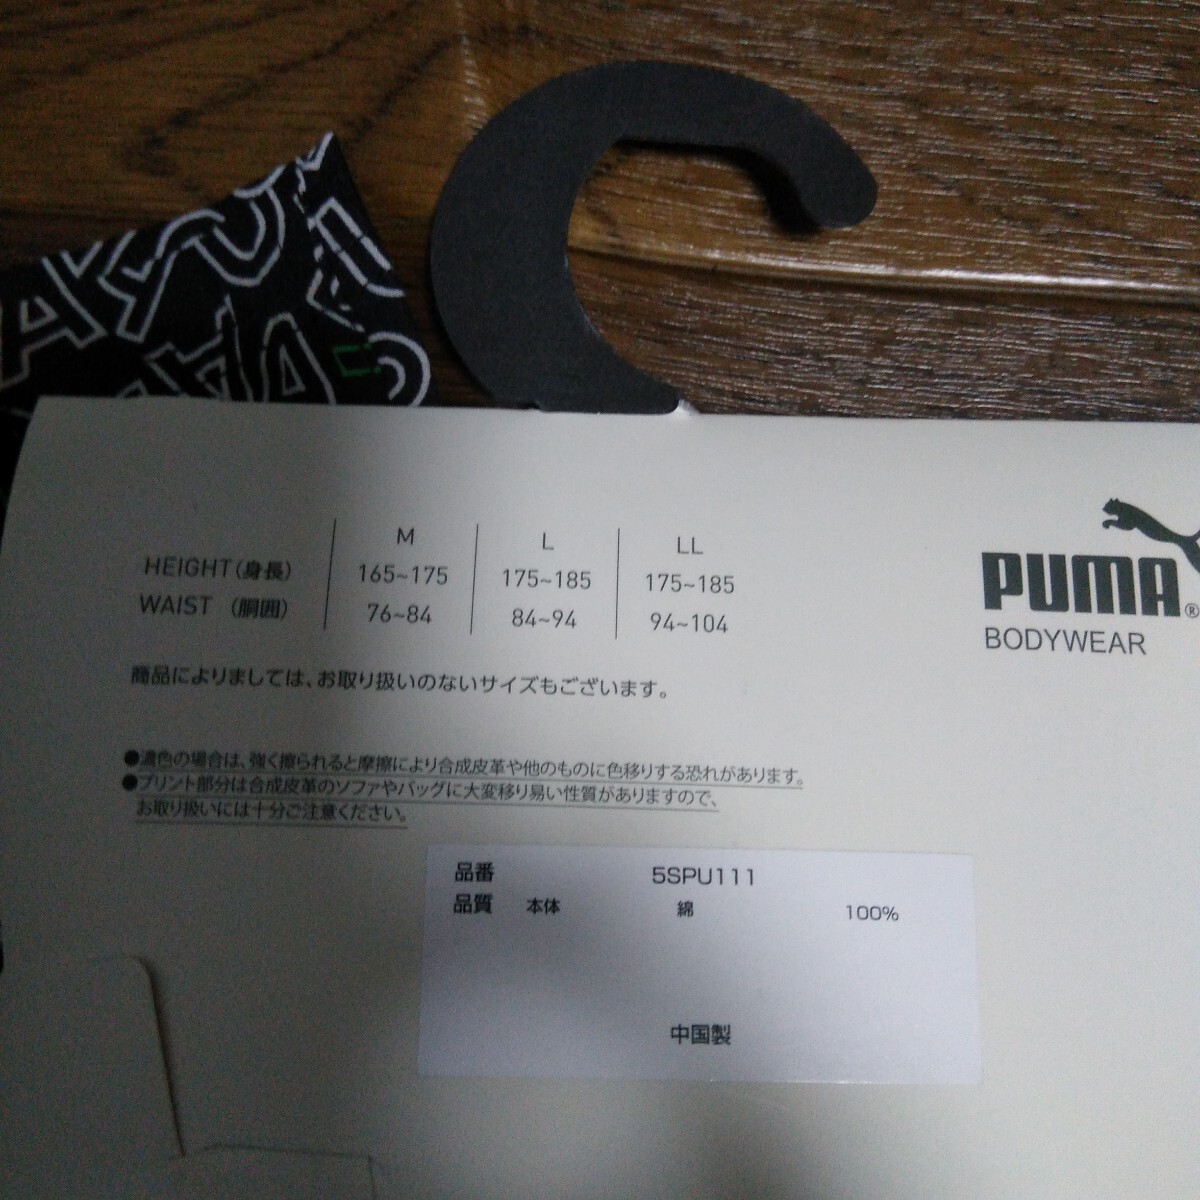 M L LL
HEIGHT(身長) 165~175 175~185 175~185
WAIST (胴囲) 76~84 84~94 94~104
PUMA®
BODYWEAR
商品によりましては、お取り扱いのないサイズもございます。
●濃色の場合は、強く擦られると摩擦により合成皮革や他のものに色移りする恐れがあります。
●プリント部分は合成皮革のソファやバッグに大変移り易い性質がありますので、
お取り扱いには十分ご注意ください。
品番 5SPU111
品質 本体 綿 100%
中国製